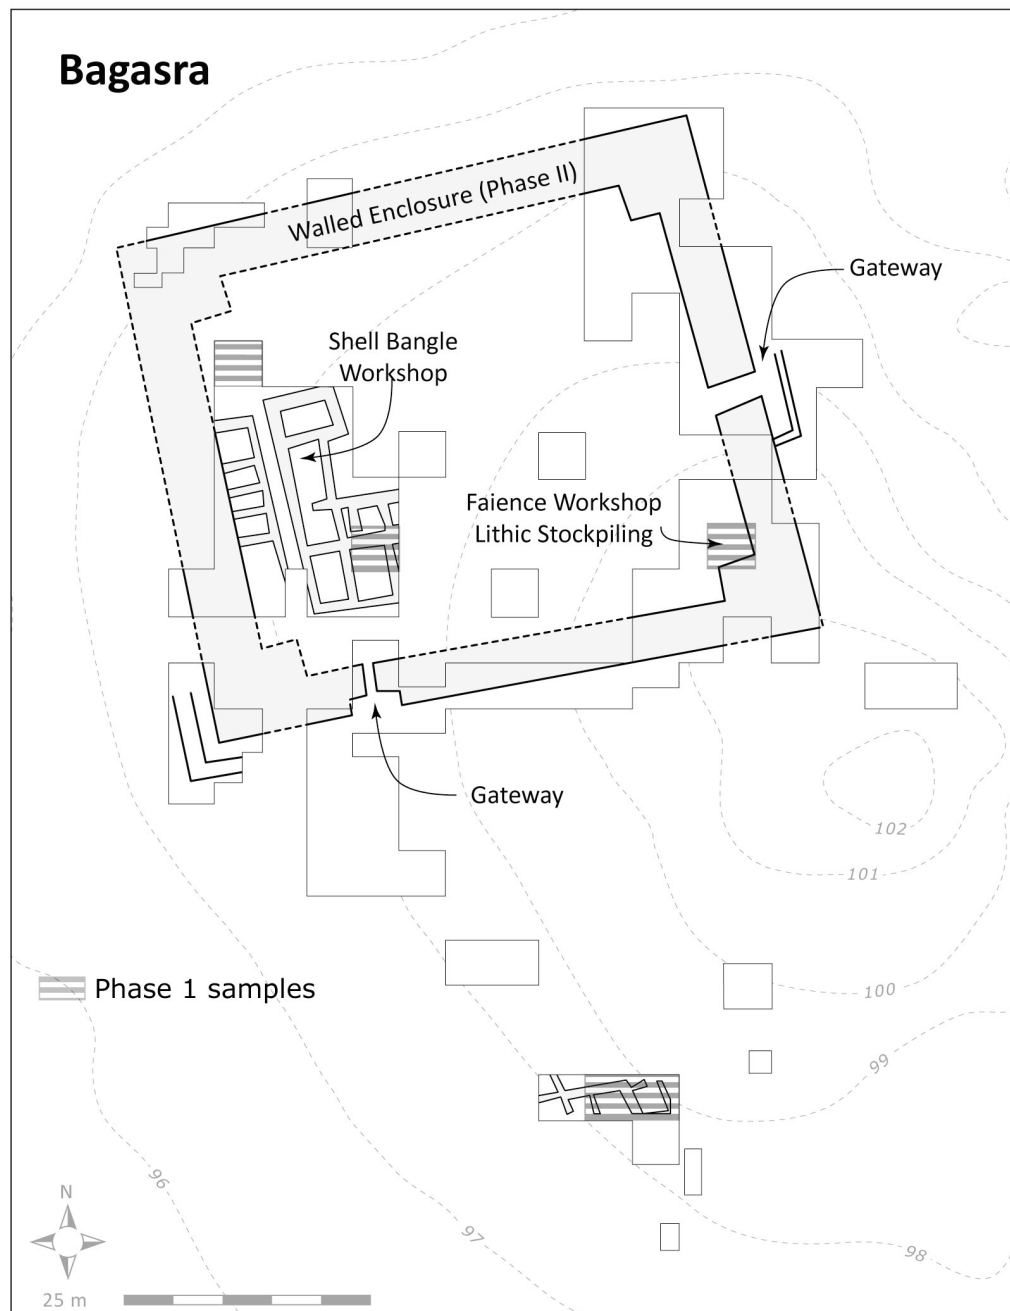 Bagasra
Walled Enclosure (Phase II)
Gateway
Shell Bangle
Workshop
Faience Workshop
Lithic Stockpiling
Gateway
102
101
Phase 1 samples
100
99
96
97
98
N
25 m